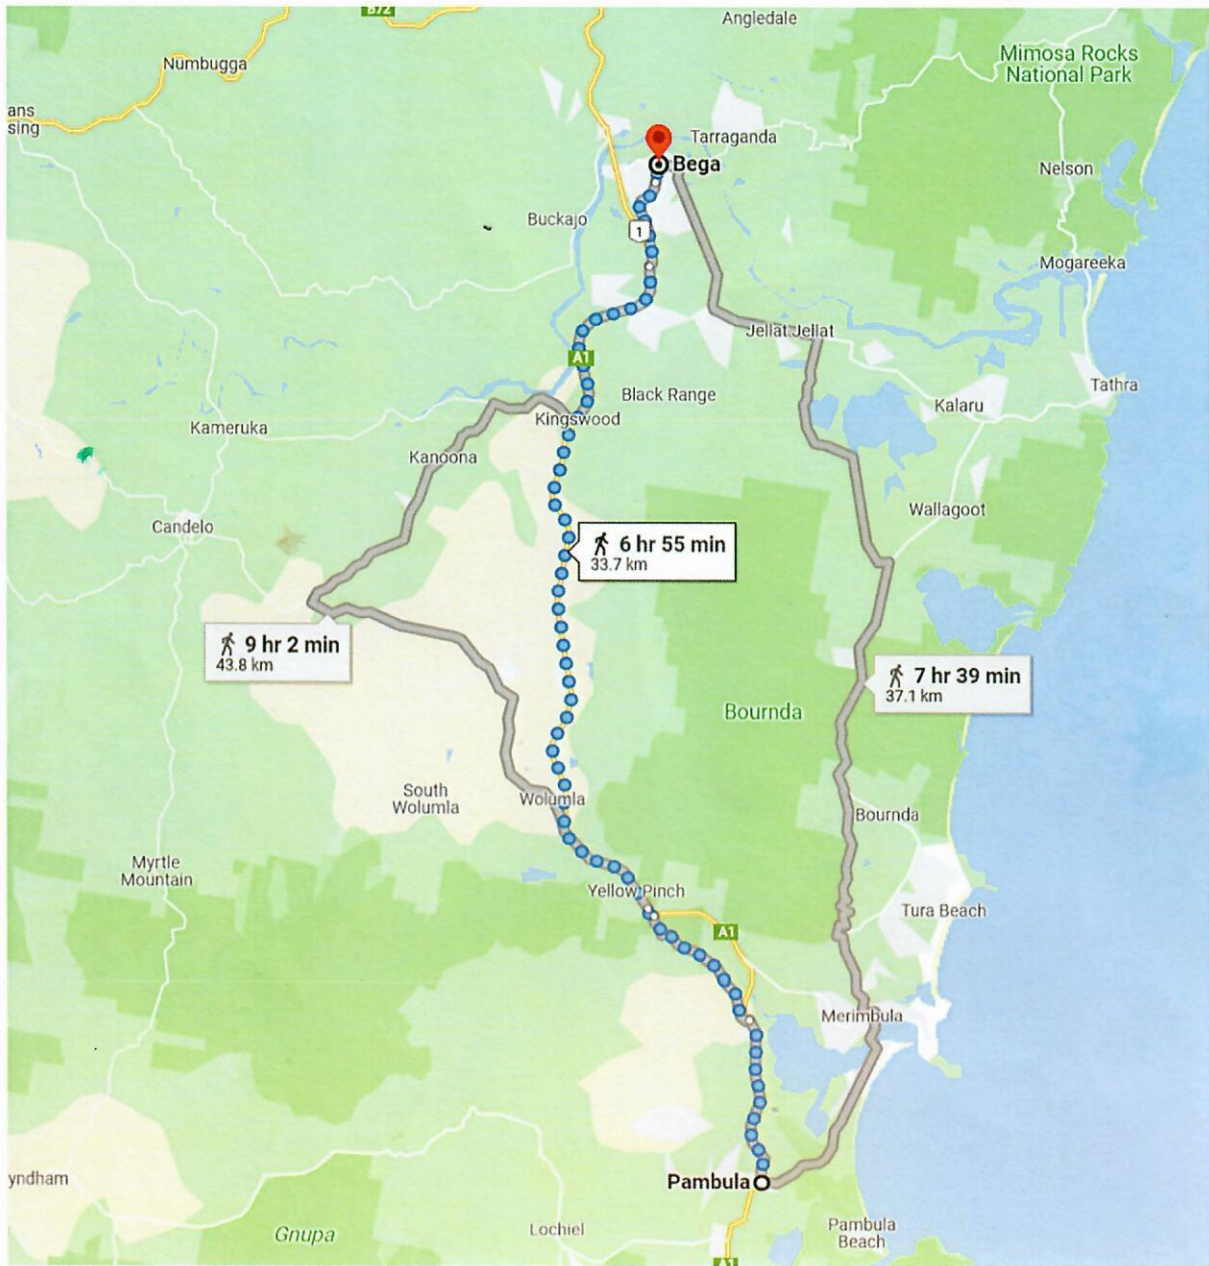 B72
Angledale
Mimosa Rocks
National Park
Numbugga
ans
sing
Tarraganda
Bega
Nelson
Buckajo
1
Mogareeka
Jellat Jellat
A1
Tathra
Black Range
Kalaru
Kingswood
Kameruka
Kanoona
Wallagoot
Candelo
6 hr 55 min
33.7 km
9 hr 2 min
43.8 km
7 hr 39 min
37.1 km
Bournda
South
Wolumla
Wolumla
Bournda
Myrtle
Mountain
Yellow Pinch
Tura Beach
A1
Merimbula
yndham
Pambula
Gnupa
Lochiel
Pambula
Beach
A1